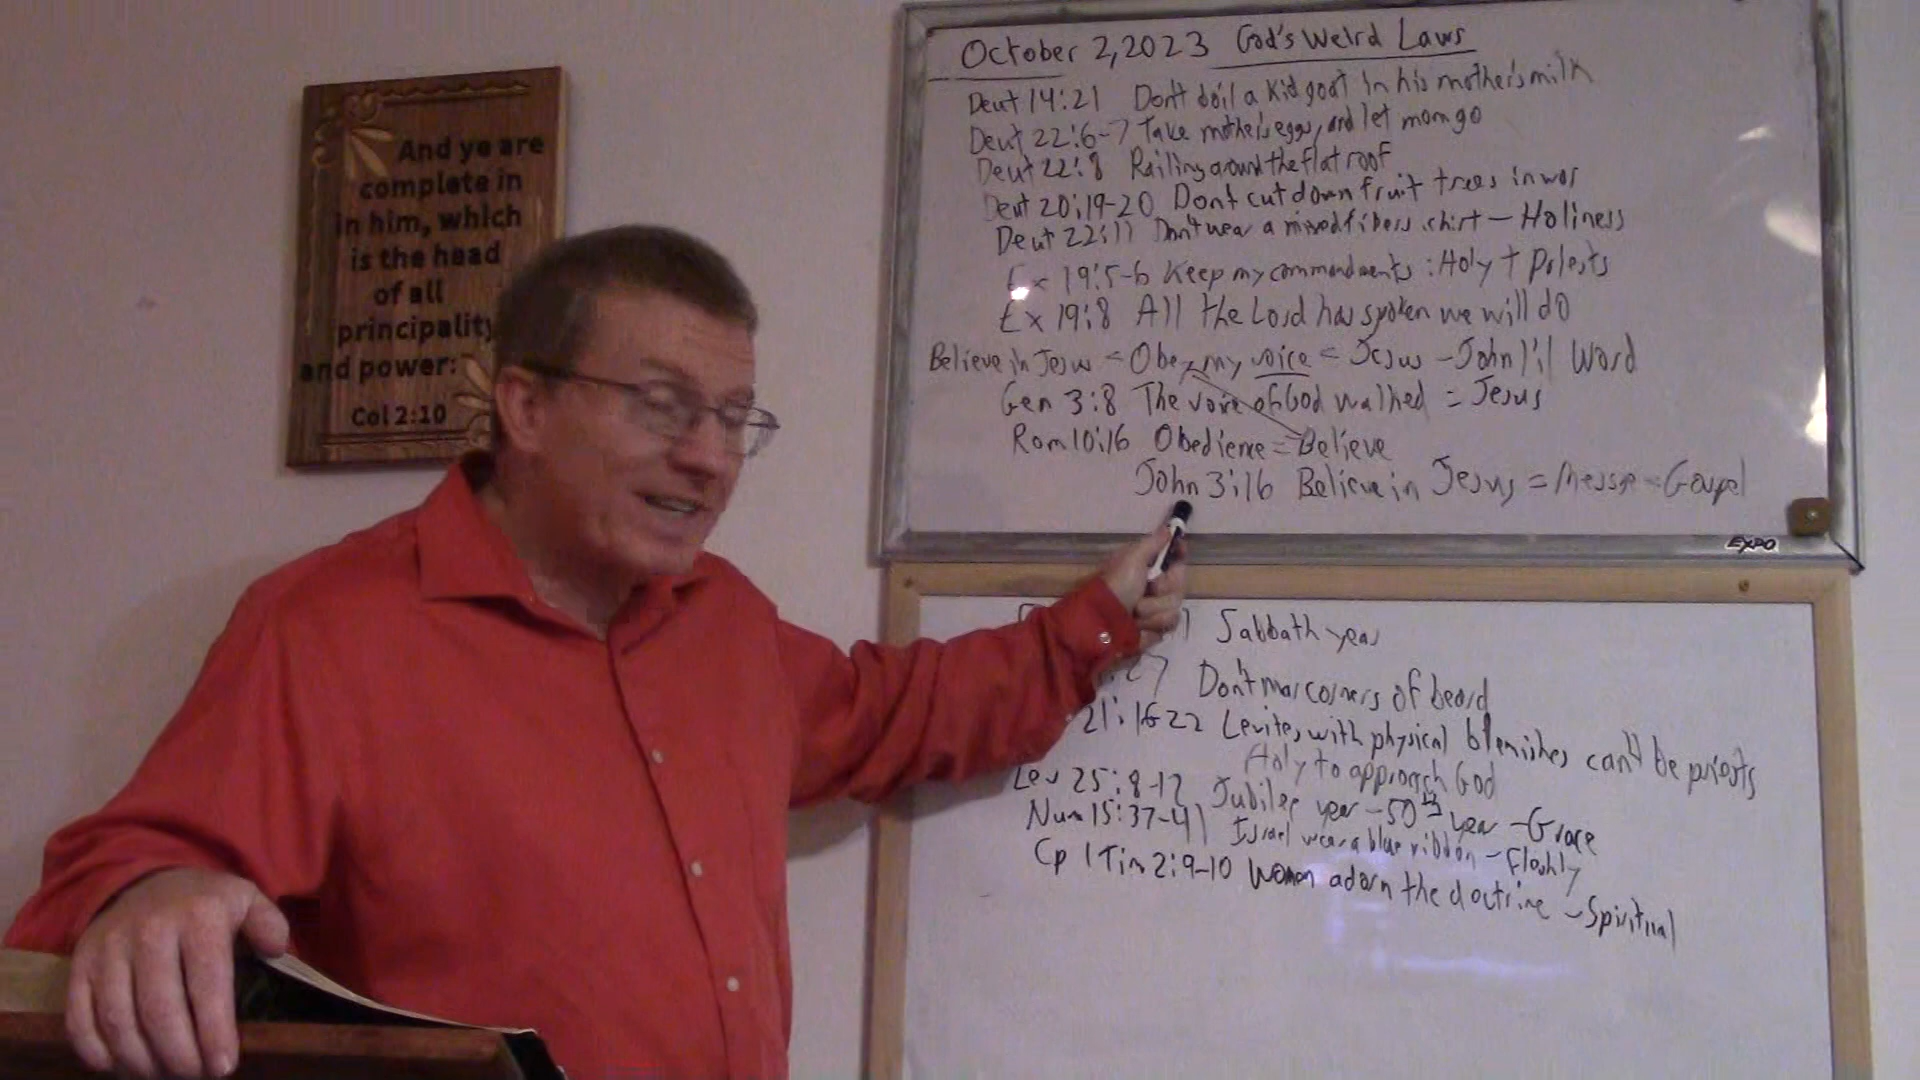 And ye are
complete in
in him, which
is the head
of all
principality
and power:
Col 2:10
October 2, 2023 God's Weird Laws
Deut 14:21 Don't boil a kid goat in his mother's milk
Deut 22:6-7 Take mother's eggs, and let mom go
Deut 22:8 Railing around the flat roof
Deut 20:19-20 Dont cut down fruit trees in war
Deut 22:11 Don't wear a mixed fibers shirt - Holiness
Ex 19:5-6 Keep my commandments: Holy + Priests
Ex 19:8 All the Lord has spoken we will do
Believe in Jesus = Obey my voice = Jesus - John 1:1 Word
Gen 3:8 The voice of God walked = Jesus
Rom 10:16 Obedience = Believe
John 3:16 Believe in Jesus = Message = Gospel
EXPO
Sabbath year
:27 Don't mar corners of beard
21:16-22 Levites with physical blemishes can't be priests
Holy to approach God
Lev 25:8-12 Jubilee year - 50th year - Grace
Num 15:37-41 Israel wear a blue ribbon - Fleshly
Cp 1 Tim 2:9-10 Women adorn the doctrine - Spiritual